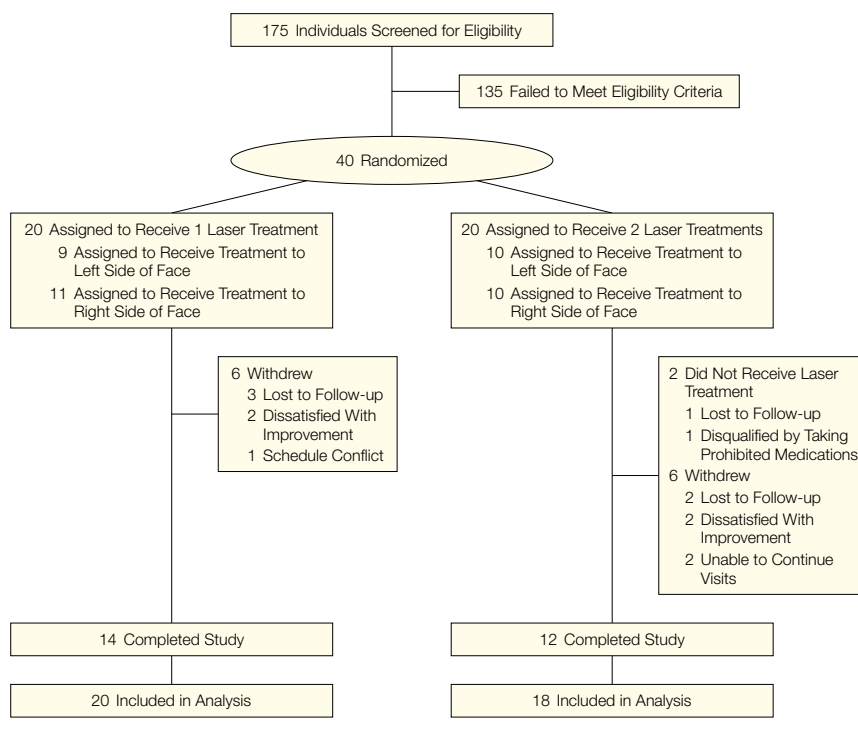 175 Individuals Screened for Eligibility
135 Failed to Meet Eligibility Criteria
40 Randomized
20 Assigned to Receive 1 Laser Treatment
9 Assigned to Receive Treatment to
Left Side of Face
11 Assigned to Receive Treatment to
Right Side of Face
20 Assigned to Receive 2 Laser Treatments
10 Assigned to Receive Treatment to
Left Side of Face
10 Assigned to Receive Treatment to
Right Side of Face
6 Withdrew
3 Lost to Follow-up
2 Dissatisfied With
Improvement
1 Schedule Conflict
2 Did Not Receive Laser
Treatment
1 Lost to Follow-up
1 Disqualified by Taking
Prohibited Medications
6 Withdrew
2 Lost to Follow-up
2 Dissatisfied With
Improvement
2 Unable to Continue
Visits
14 Completed Study
12 Completed Study
20 Included in Analysis
18 Included in Analysis